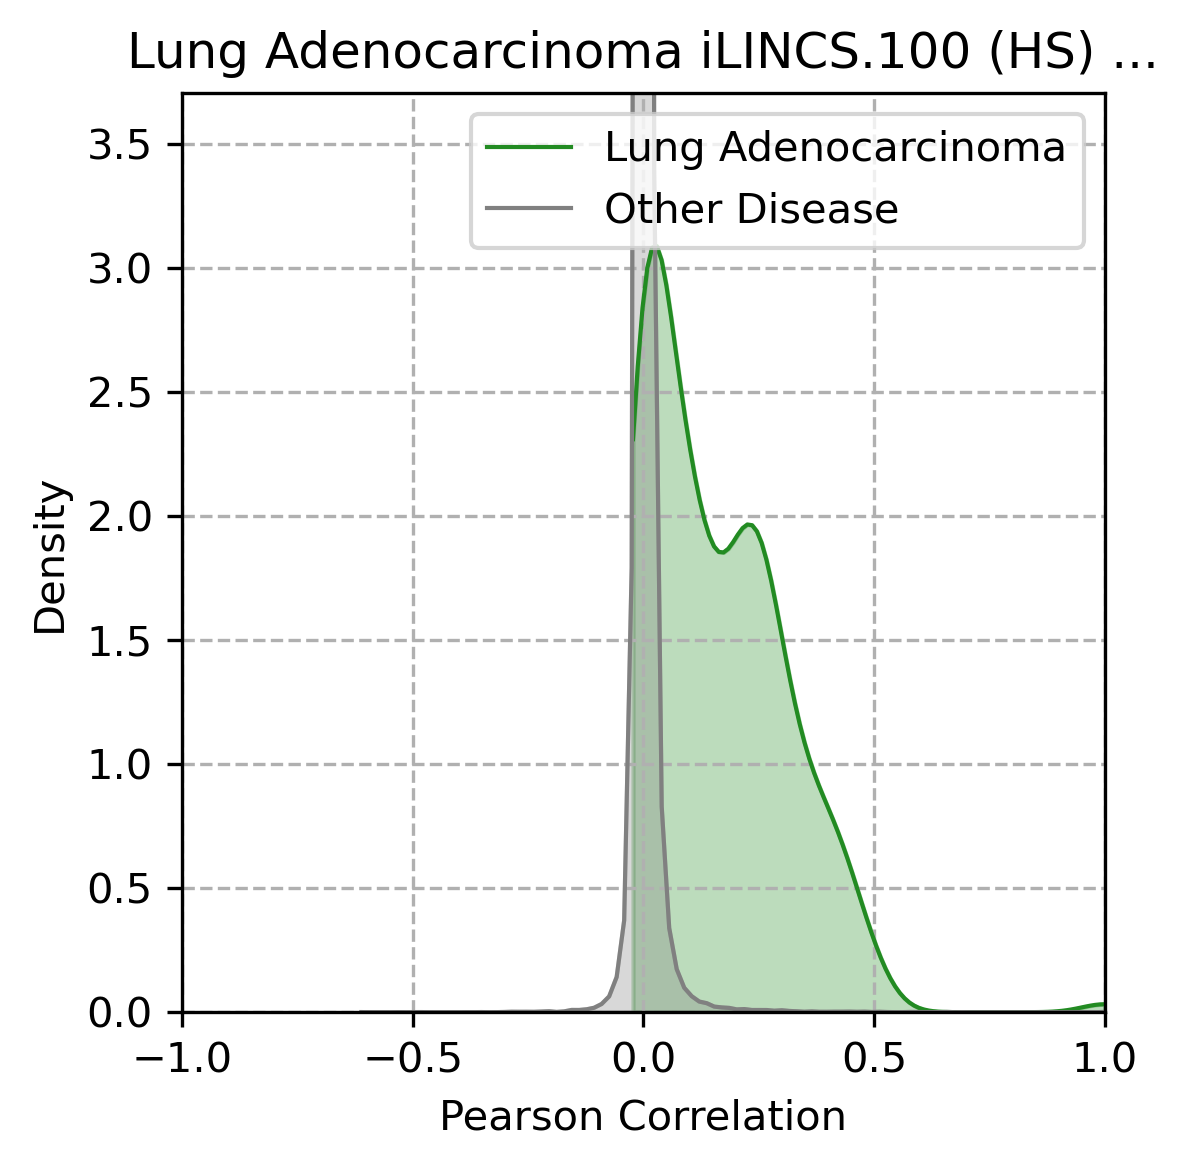 Lung Adenocarcinoma iLINCS.100 (HS) ...
Lung Adenocarcinoma
Other Disease
3.5
3.0
2.5
2.0
1.5
1.0
0.5
0.0
Density
−1.0
−0.5
0.0
0.5
1.0
Pearson Correlation